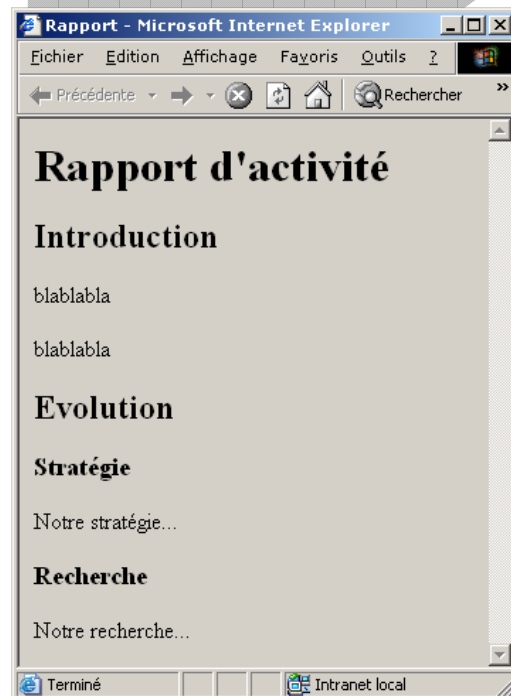 Rapport - Microsoft Internet Explorer
Fichier Edition Affichage Favoris Outils ?
Précédente Rechercher »
Rapport d'activité
Introduction
blablabla
blablabla
Evolution
Stratégie
Notre stratégie...
Recherche
Notre recherche...
Terminé Intranet local